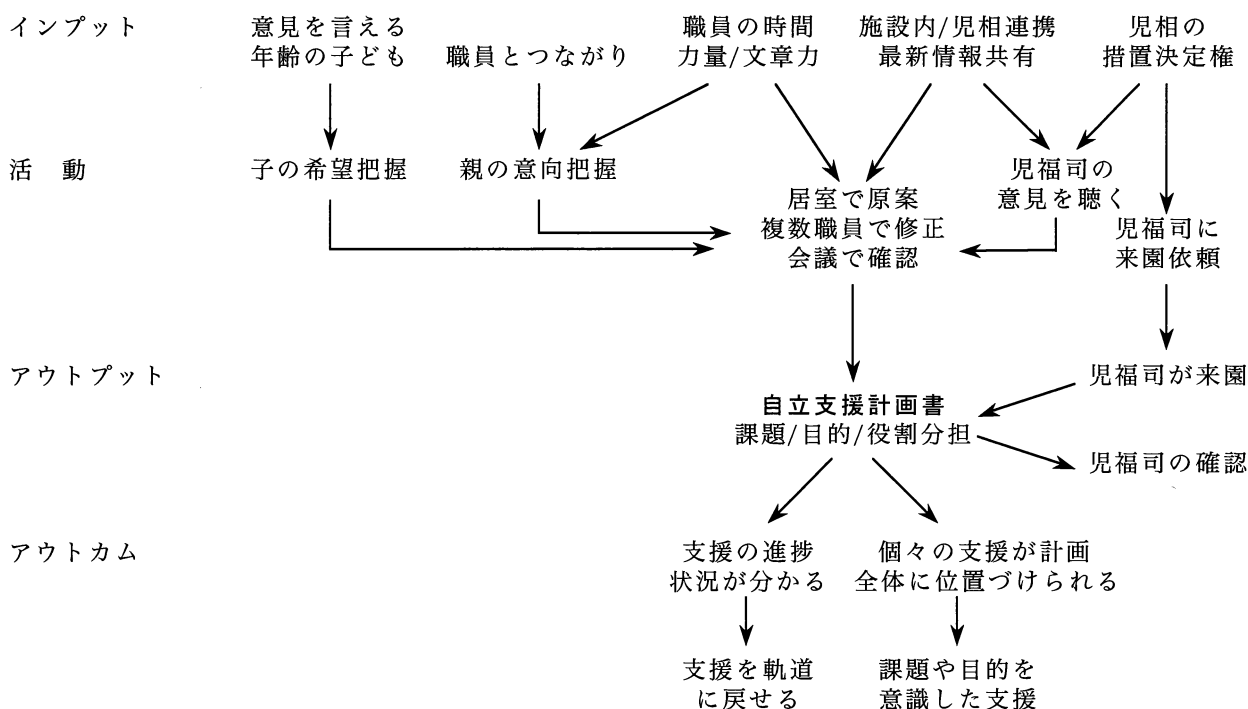 インプット
意見を言える
年齢の子ども
職員とつながり
職員の時間
力量/文章力
施設内/児相連携
最新情報共有
児相の
措置決定権
活　動
子の希望把握
親の意向把握
居室で原案
複数職員で修正
会議で確認
児福司の
意見を聴く
児福司に
来園依頼
アウトプット
児福司が来園
自立支援計画書
課題/目的/役割分担
児福司の確認
アウトカム
支援の進捗
状況が分かる
個々の支援が計画
全体に位置づけられる
支援を軌道
に戻せる
課題や目的を
意識した支援